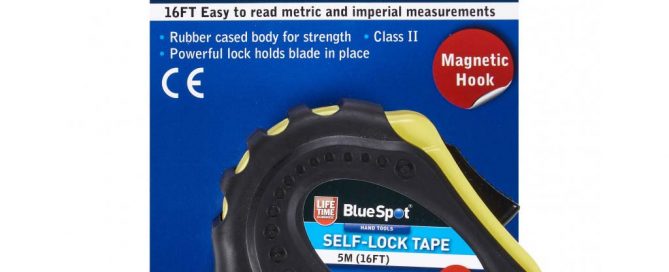 16FT Easy to read metric and imperial measurements
• Rubber cased body for strength • Class II
• Powerful lock holds blade in place
Magnetic
Hook
CE
LIFE
TIME
BlueSpot®
HAND TOOLS
SELF-LOCK TAPE
5M (16FT)